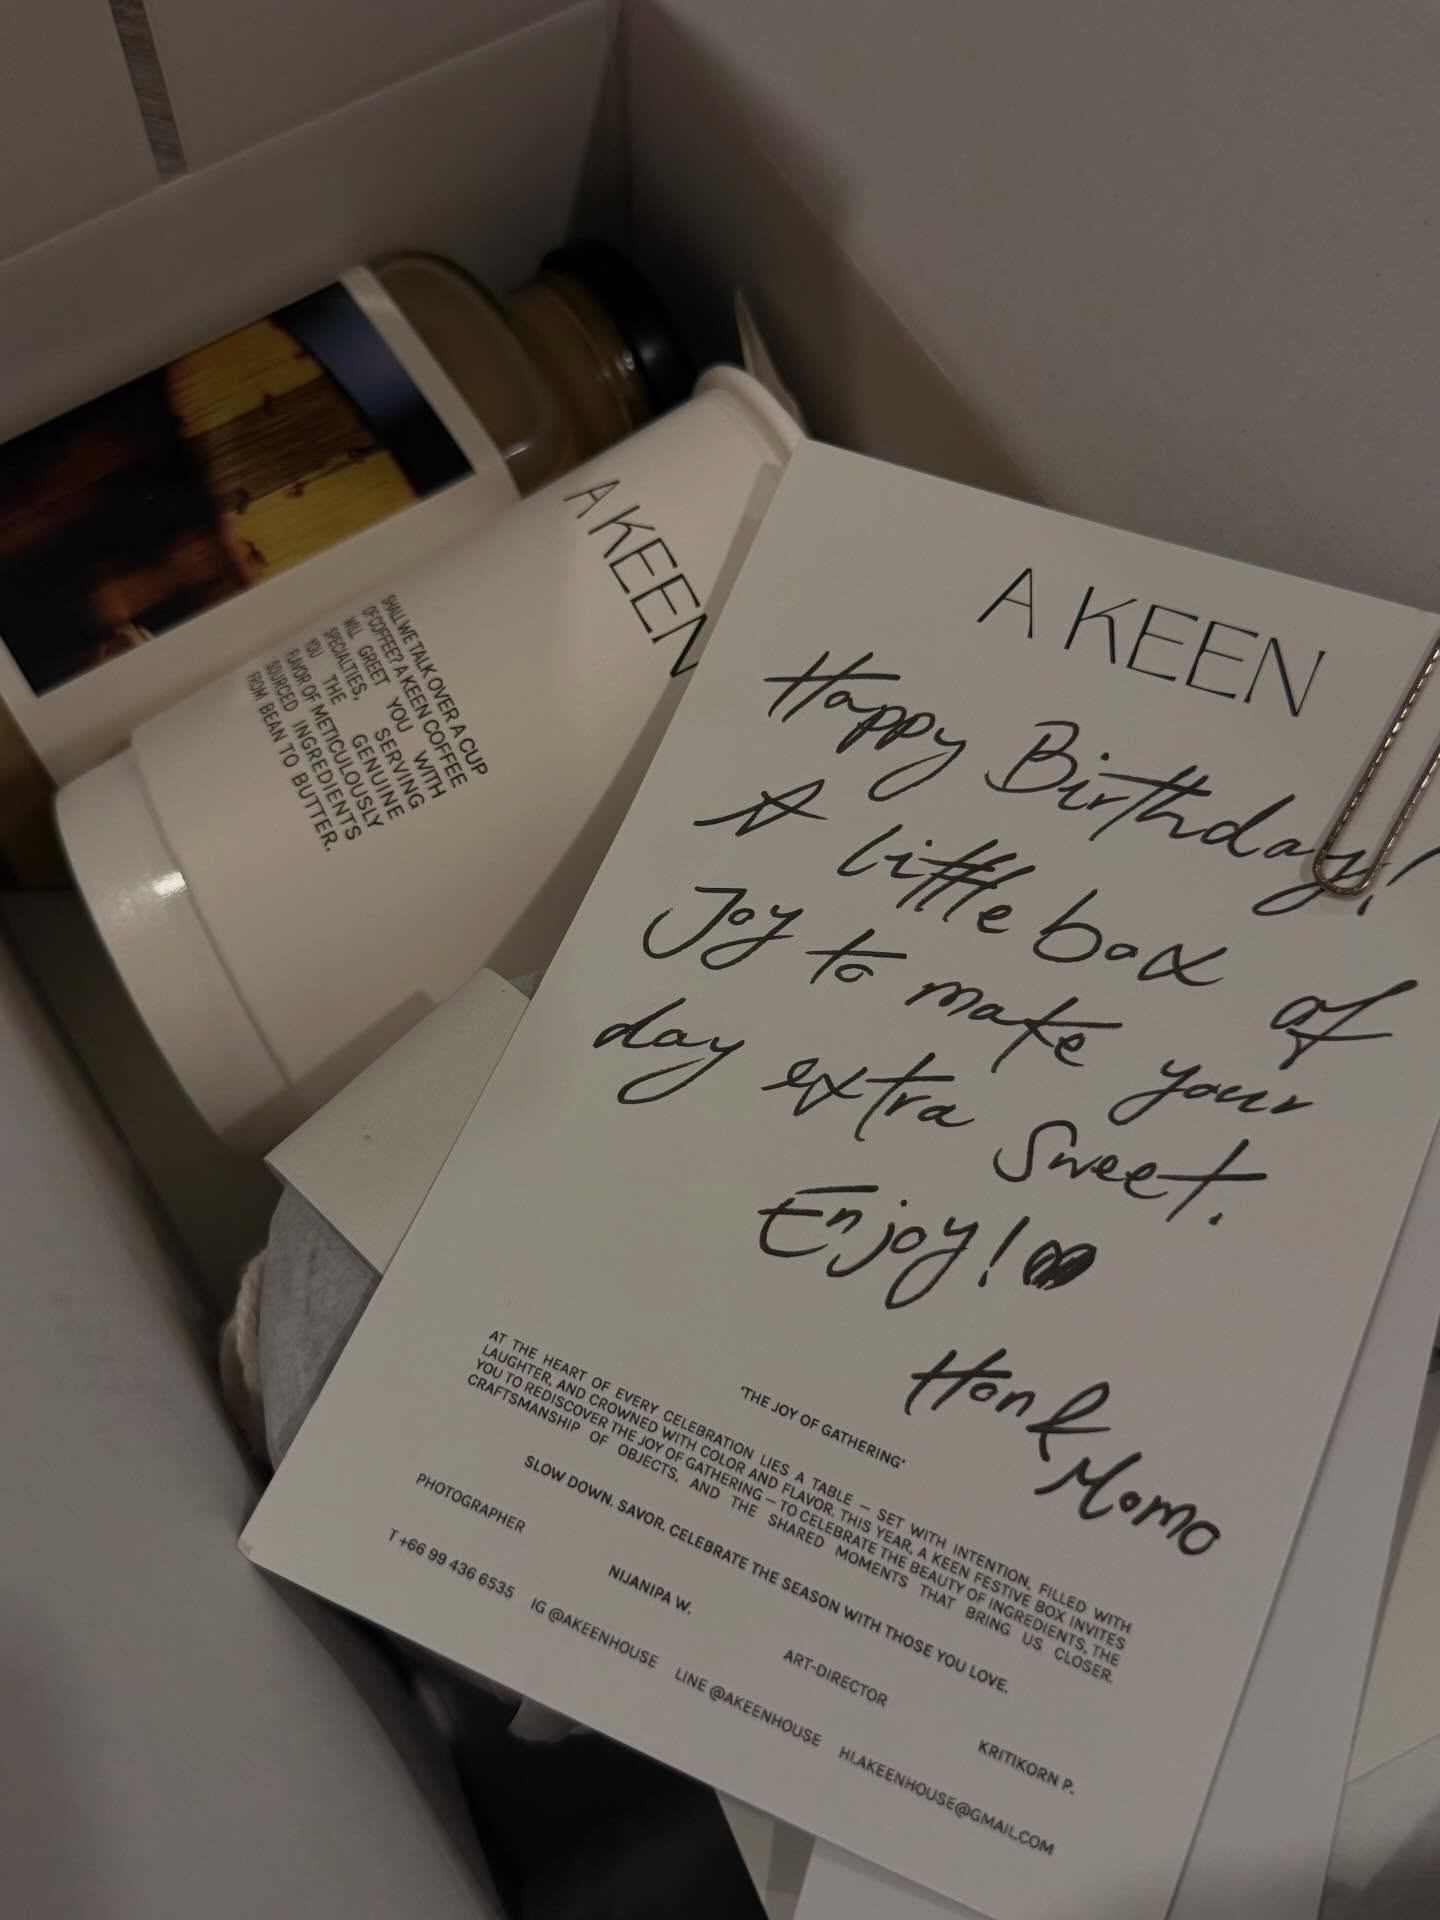 A KEEN
SHALL WE TALK OVER A CUP
OF COFFEE? A KEEN COFFEE
WILL GREET YOU WITH
SPECIALTIES, SERVING
YOU THE GENUINE
FLAVOR OF METICULOUSLY
SOURCED INGREDIENTS
FROM BEAN TO BUTTER.
A KEEN
Happy Birthday!
A little box of
Joy to make your
day extra sweet.
Enjoy!
Honk Momo
'THE JOY OF GATHERING'
AT THE HEART OF EVERY CELEBRATION LIES A TABLE — SET WITH INTENTION, FILLED WITH
LAUGHTER, AND CROWNED WITH COLOR AND FLAVOR. THIS YEAR, A KEEN FESTIVE BOX INVITES
YOU TO REDISCOVER THE JOY OF GATHERING — TO CELEBRATE THE BEAUTY OF INGREDIENTS, THE
CRAFTSMANSHIP OF OBJECTS, AND THE SHARED MOMENTS THAT BRING US CLOSER.
SLOW DOWN. SAVOR. CELEBRATE THE SEASON WITH THOSE YOU LOVE.
PHOTOGRAPHER NIJANIPA W. ART-DIRECTOR KRITIKORN P.
T +66 99 436 6535 IG @AKEENHOUSE LINE @AKEENHOUSE HI.AKEENHOUSE@GMAIL.COM